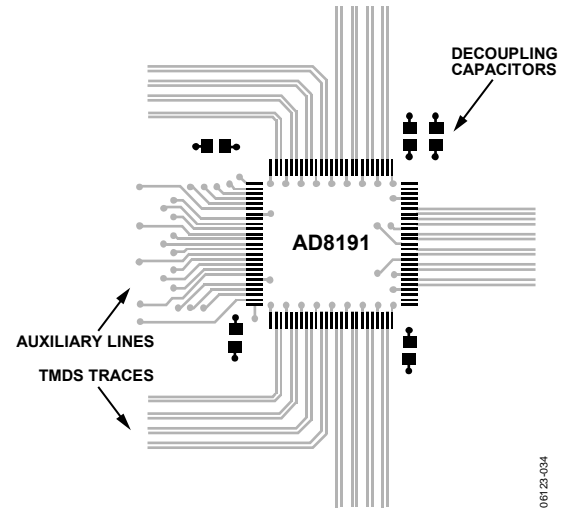 DECOUPLING
CAPACITORS
AD8191
AUXILIARY LINES
TMDS TRACES
06123-034